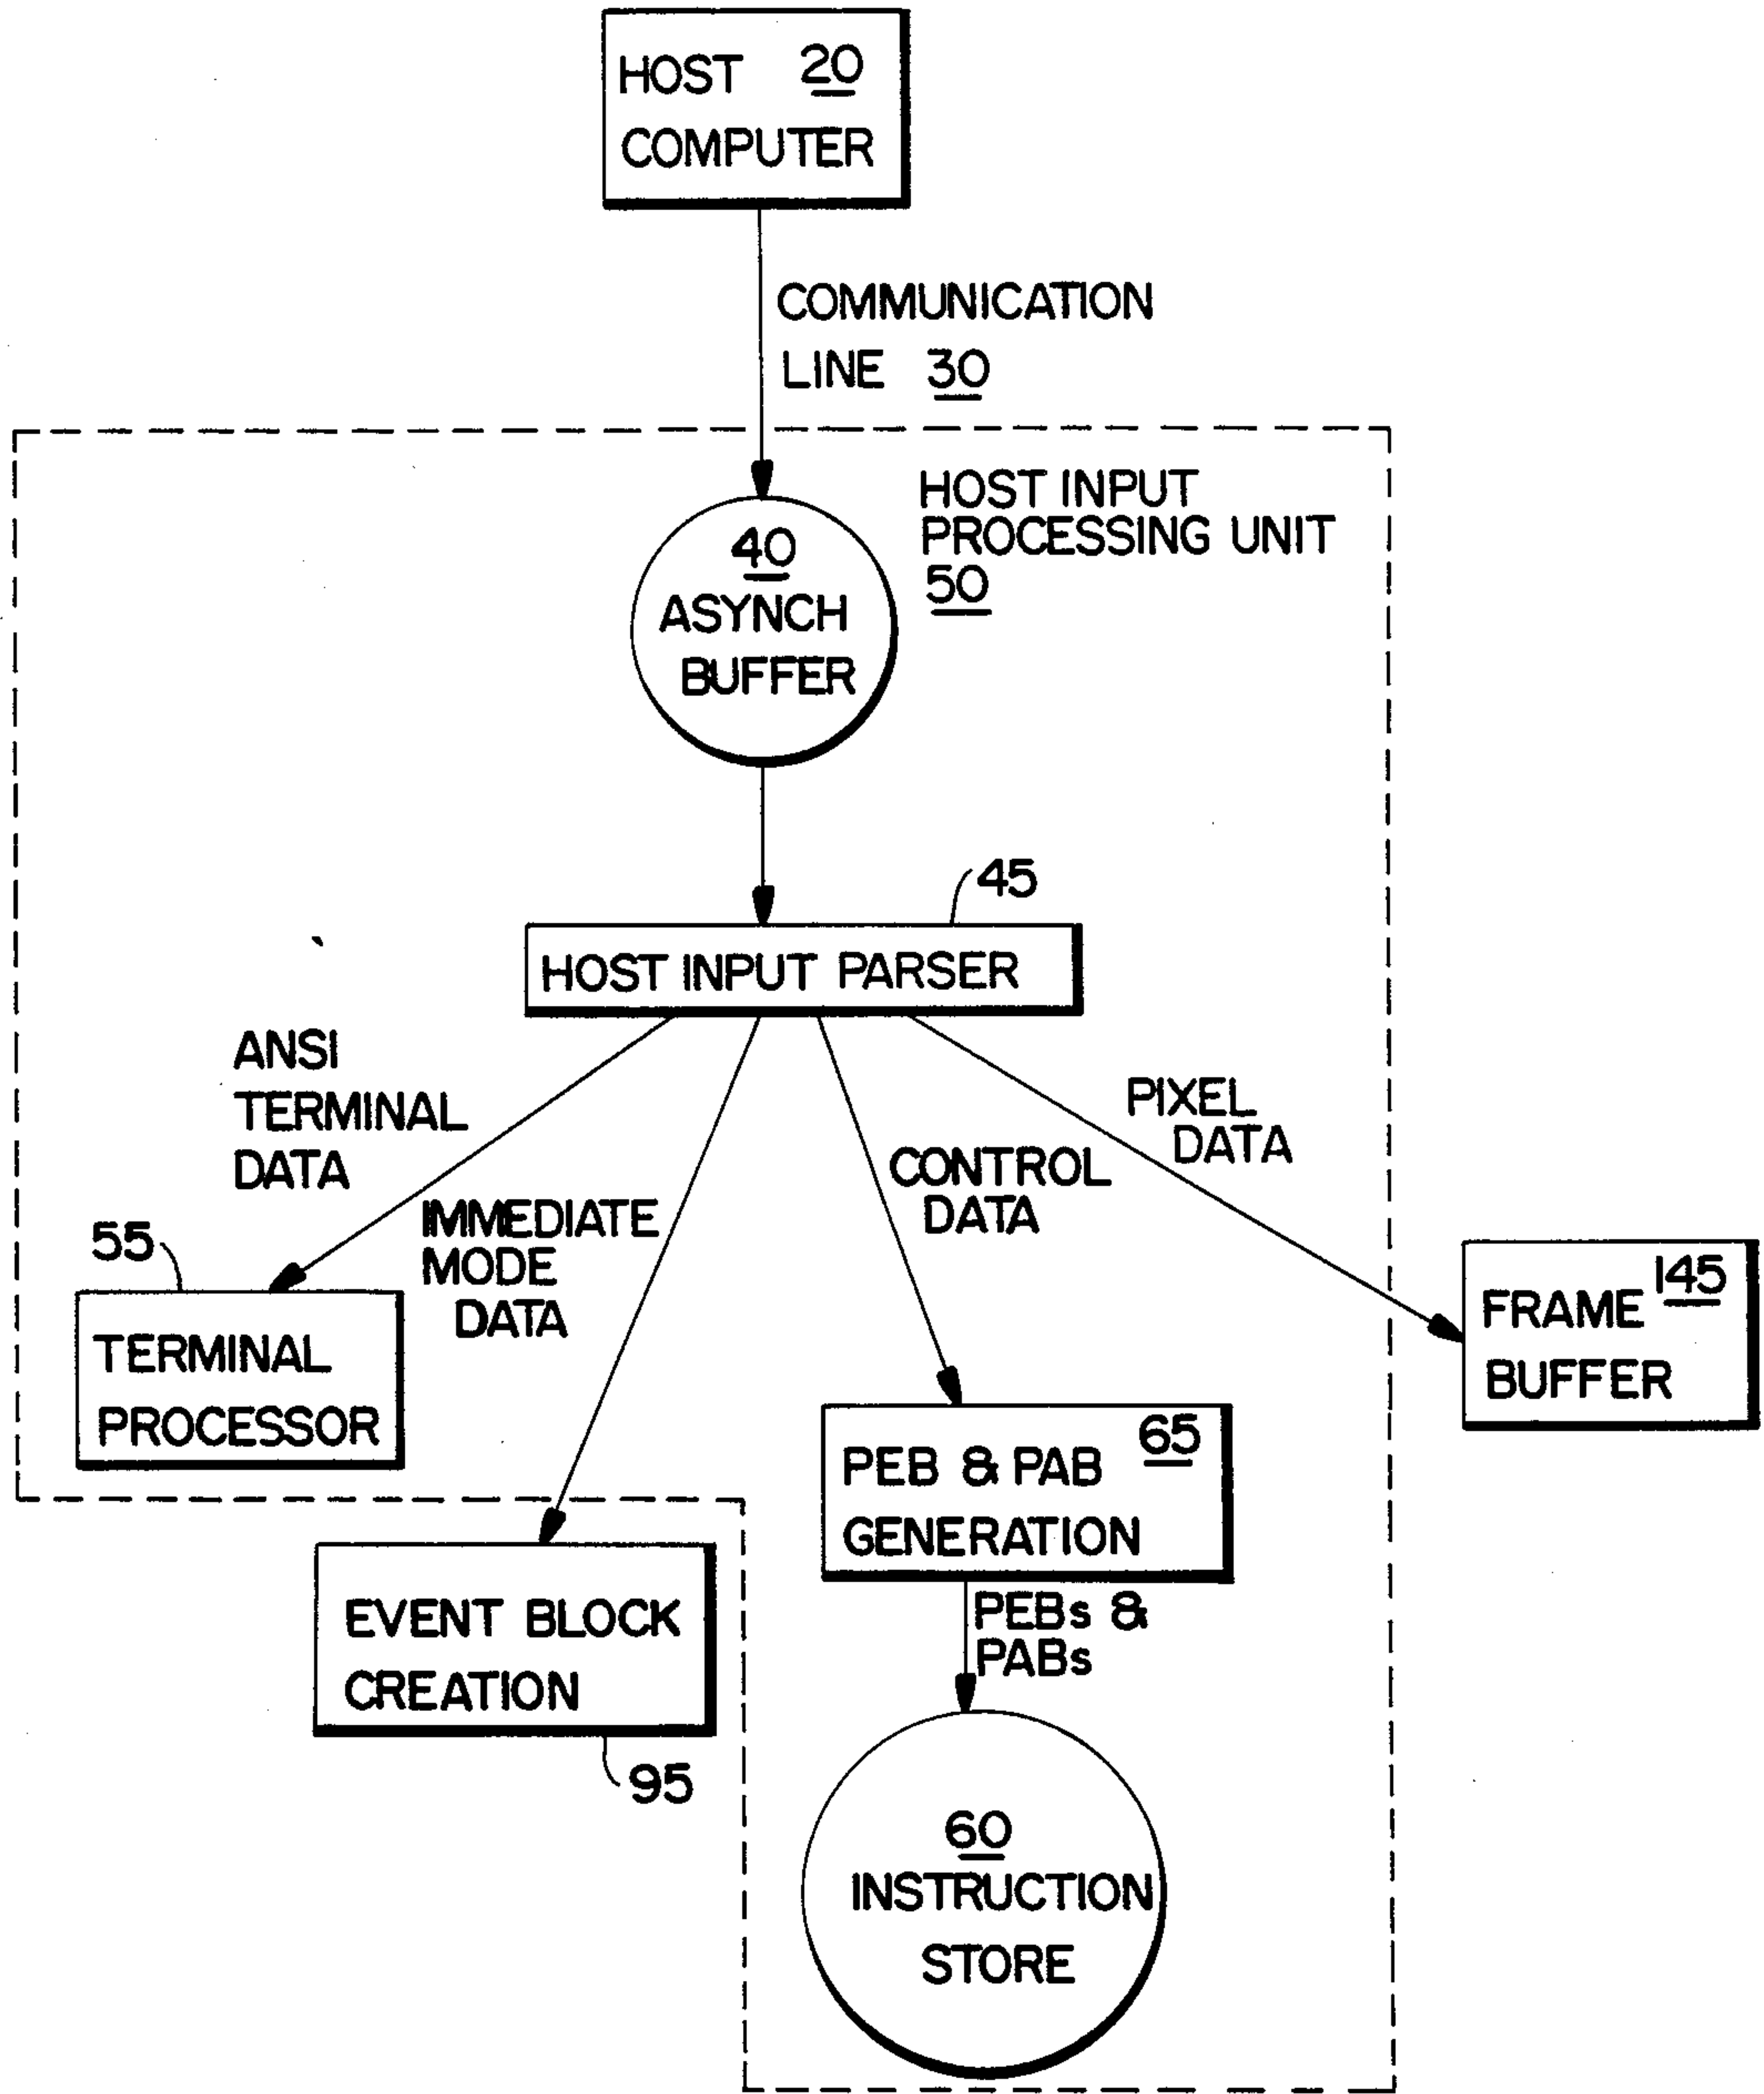 HOST 20
COMPUTER
COMMUNICATION
LINE 30
HOST INPUT
PROCESSING UNIT
50
40
ASYNCH
BUFFER
45
HOST INPUT PARSER
ANSI
TERMINAL
DATA
IMMEDIATE
MODE
DATA
CONTROL
DATA
PIXEL
DATA
55
TERMINAL
PROCESSOR
145
FRAME
BUFFER
65
PEB & PAB
GENERATION
EVENT BLOCK
CREATION
95
PEBs &
PABs
60
INSTRUCTION
STORE